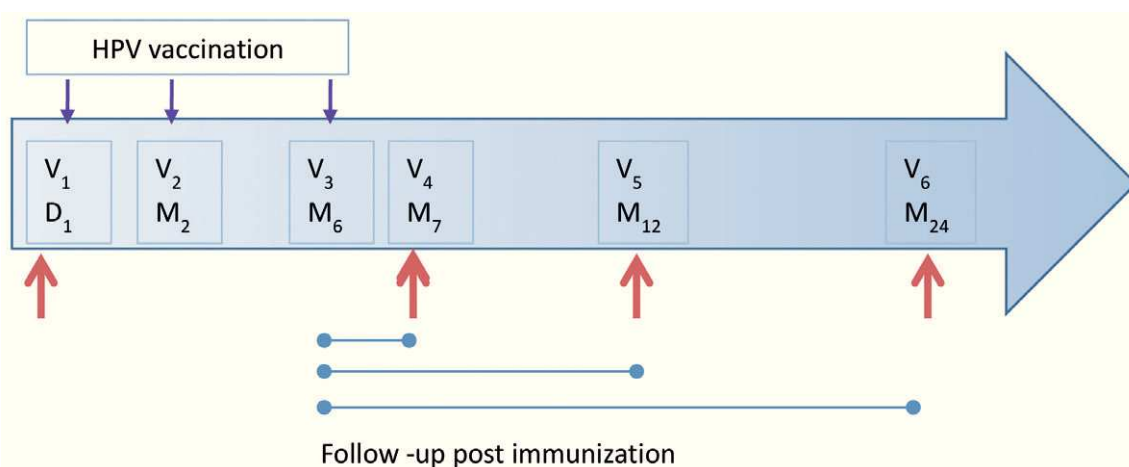 HPV vaccination
V₁
D₁
V₂
M₂
V₃
M₆
V₄
M₇
V₅
M₁₂
V₆
M₂₄
Follow -up post immunization